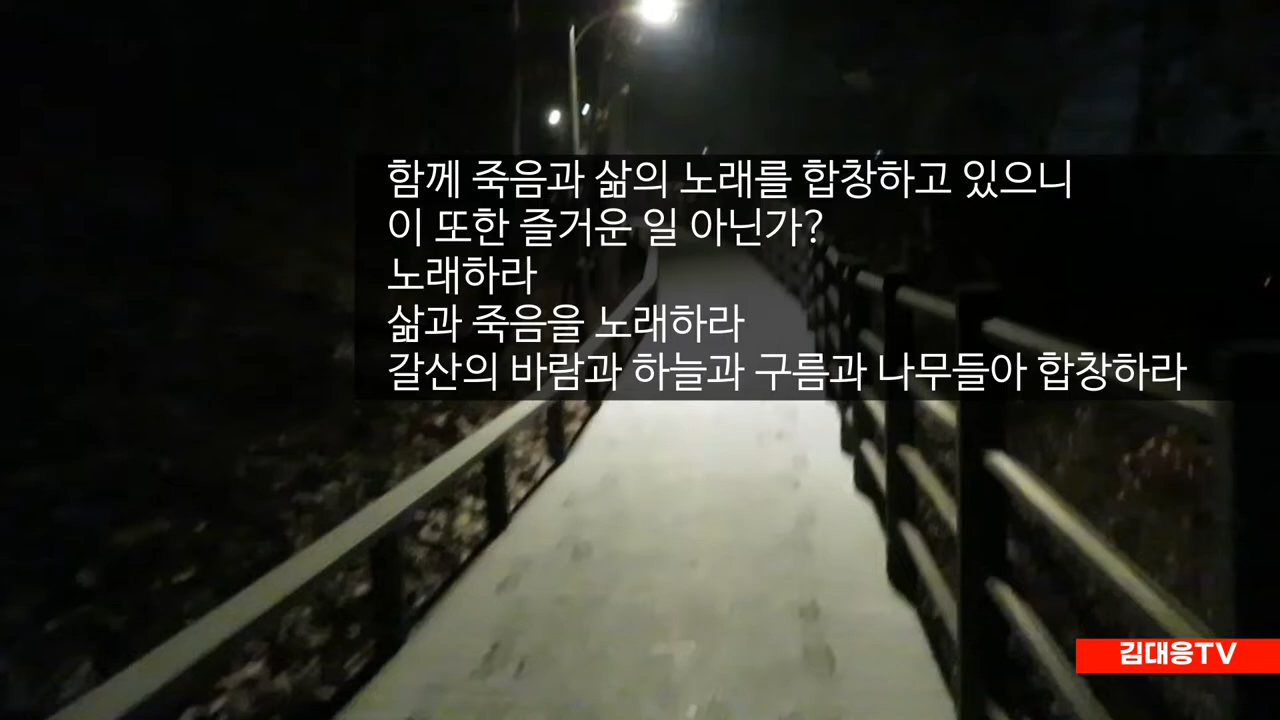 함께 죽음과 삶의 노래를 합창하고 있으니
이 또한 즐거운 일 아닌가?
노래하라
삶과 죽음을 노래하라
갈산의 바람과 하늘과 구름과 나무들아 합창하라
김대응TV